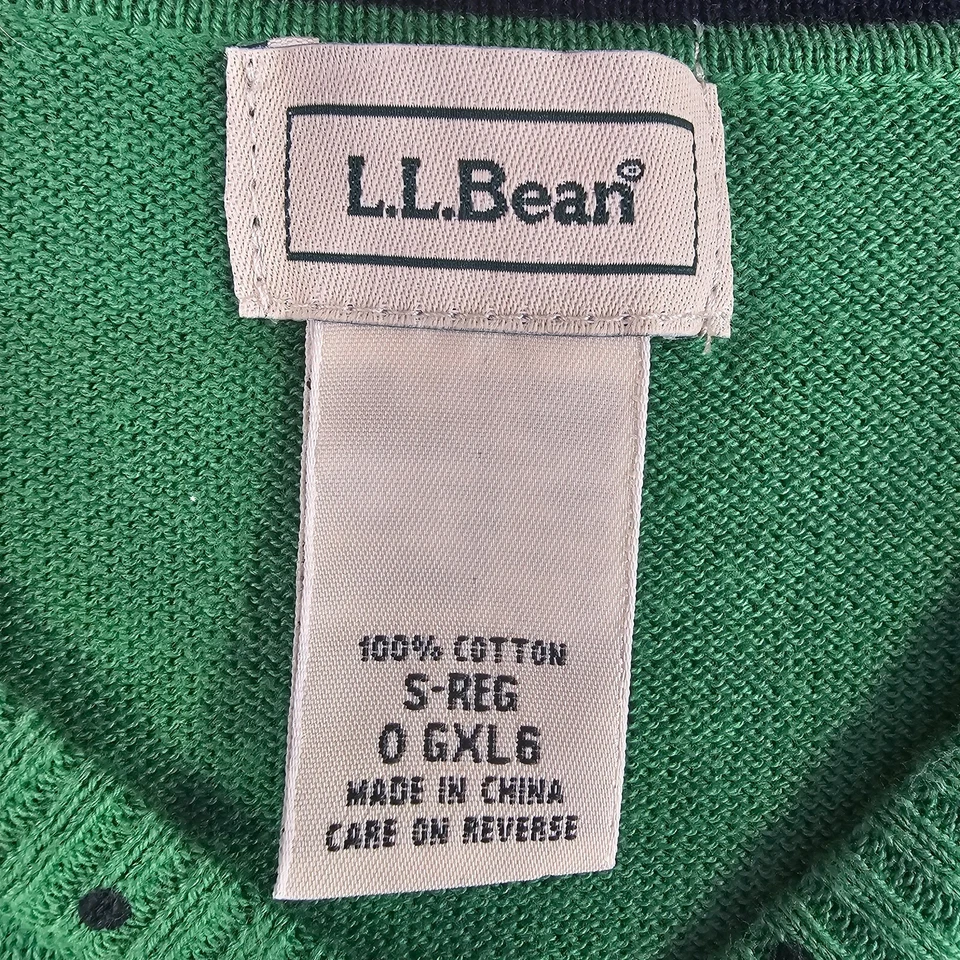 L.L.Bean®
100% COTTON
S-REG
0 GXL6
MADE IN CHINA
CARE ON REVERSE